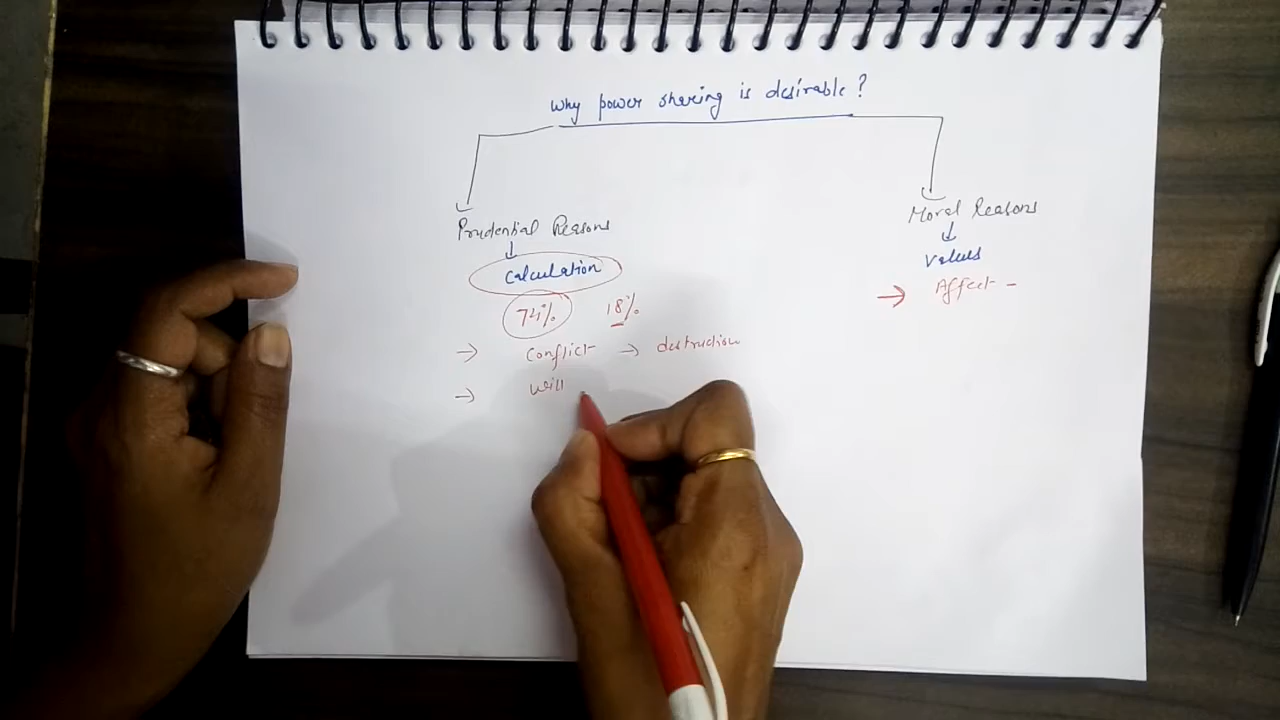 Why power sharing is desirable?
Prudential Reasons
Calculation
74% 18%
→ Conflict → destruction
→ Will
Moral Reasons
Values
→ Affect -